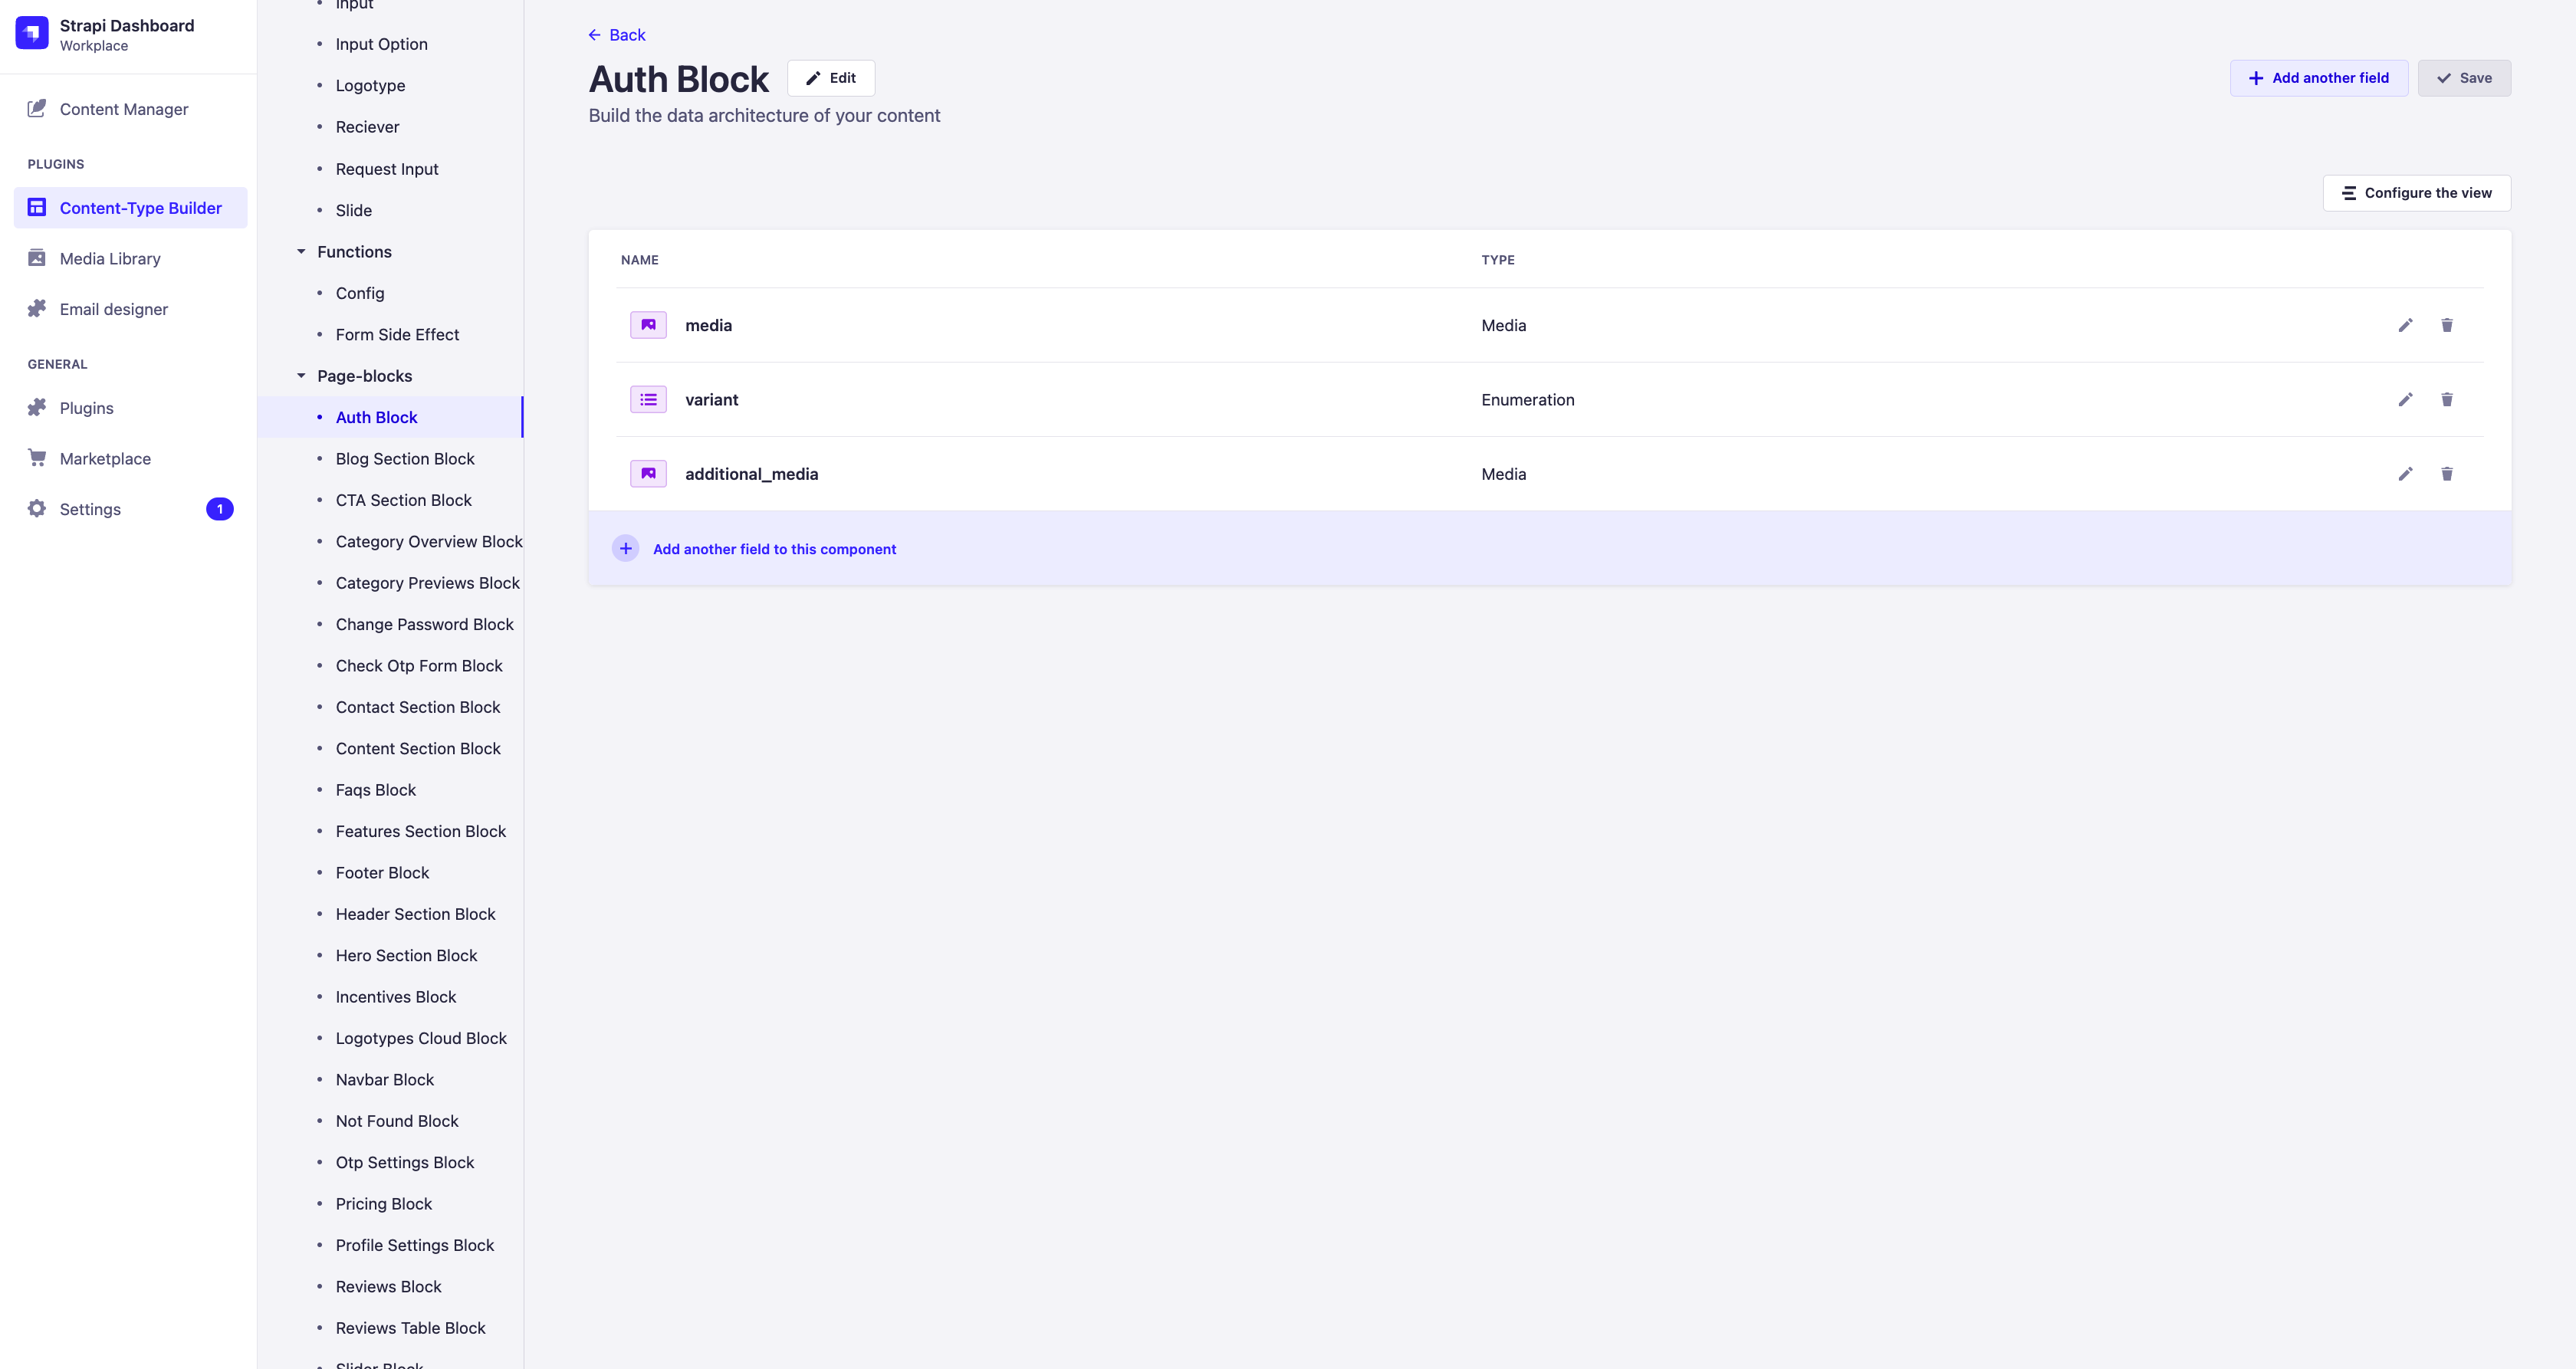 Strapi Dashboard
Workplace
Content Manager
PLUGINS
Content-Type Builder
Media Library
Email designer
GENERAL
Plugins
Marketplace
Settings
1
Input
Input Option
Logotype
Reciever
Request Input
Slide
Functions
Config
Form Side Effect
Page-blocks
Auth Block
Blog Section Block
CTA Section Block
Category Overview Block
Category Previews Block
Change Password Block
Check Otp Form Block
Contact Section Block
Content Section Block
Faqs Block
Features Section Block
Footer Block
Header Section Block
Hero Section Block
Incentives Block
Logotypes Cloud Block
Navbar Block
Not Found Block
Otp Settings Block
Pricing Block
Profile Settings Block
Reviews Block
Reviews Table Block
Slider Block
Back
Auth Block
Edit
Add another field
Save
Build the data architecture of your content
Configure the view
NAME TYPE
media Media
variant Enumeration
additional_media Media
Add another field to this component